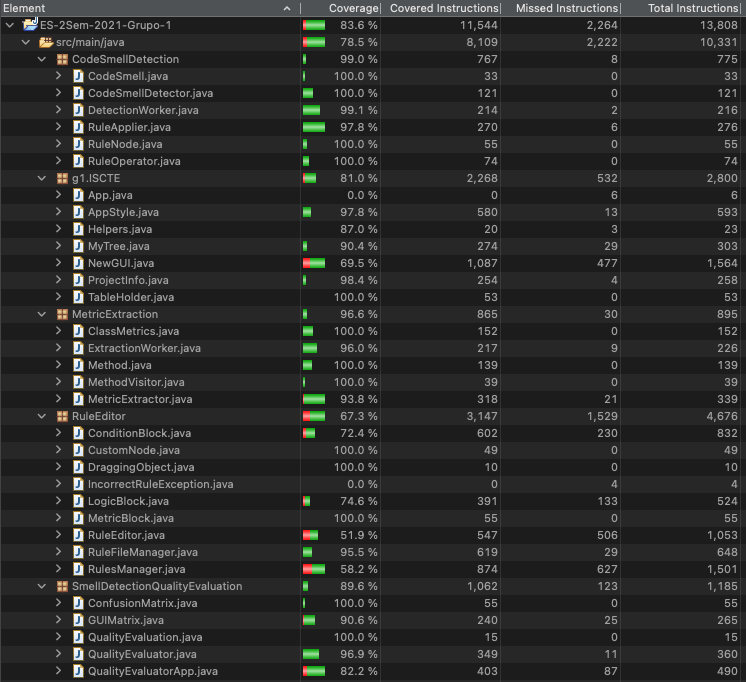 Element Coverage Covered Instructions Missed Instructions Total Instructions
ES-2Sem-2021-Grupo-1 83.6 % 11,544 2,264 13,808
src/main/java 78.5 % 8,109 2,222 10,331
CodeSmellDetection 99.0 % 767 8 775
CodeSmell.java 100.0 % 33 0 33
CodeSmellDetector.java 100.0 % 121 0 121
DetectionWorker.java 99.1 % 214 2 216
RuleApplier.java 97.8 % 270 6 276
RuleNode.java 100.0 % 55 0 55
RuleOperator.java 100.0 % 74 0 74
g1.ISCTE 81.0 % 2,268 532 2,800
App.java 0.0 % 0 6 6
AppStyle.java 97.8 % 580 13 593
Helpers.java 87.0 % 20 3 23
MyTree.java 90.4 % 274 29 303
NewGUI.java 69.5 % 1,087 477 1,564
ProjectInfo.java 98.4 % 254 4 258
TableHolder.java 100.0 % 53 0 53
MetricExtraction 96.6 % 865 30 895
ClassMetrics.java 100.0 % 152 0 152
ExtractionWorker.java 96.0 % 217 9 226
Method.java 100.0 % 139 0 139
MethodVisitor.java 100.0 % 39 0 39
MetricExtractor.java 93.8 % 318 21 339
RuleEditor 67.3 % 3,147 1,529 4,676
ConditionBlock.java 72.4 % 602 230 832
CustomNode.java 100.0 % 49 0 49
DraggingObject.java 100.0 % 10 0 10
IncorrectRuleException.java 0.0 % 0 4 4
LogicBlock.java 74.6 % 391 133 524
MetricBlock.java 100.0 % 55 0 55
RuleEditor.java 51.9 % 547 506 1,053
RuleFileManager.java 95.5 % 619 29 648
RulesManager.java 58.2 % 874 627 1,501
SmellDetectionQualityEvaluation 89.6 % 1,062 123 1,185
ConfusionMatrix.java 100.0 % 55 0 55
GUIMatrix.java 90.6 % 240 25 265
QualityEvaluation.java 100.0 % 15 0 15
QualityEvaluator.java 96.9 % 349 11 360
QualityEvaluatorApp.java 82.2 % 403 87 490